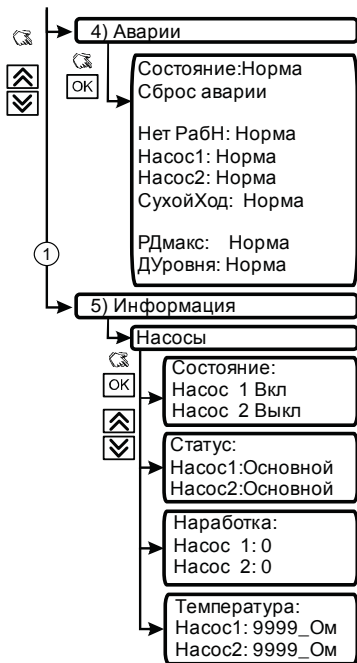 4) Аварии
OK
Состояние:Норма
Сброс аварии
Нет РабН: Норма
Насос1: Норма
Насос2: Норма
СухойХод: Норма
РДмакс: Норма
ДУровня: Норма
1
5) Информация
Насосы
OK
Состояние:
Насос 1 Вкл
Насос 2 Выкл
Статус:
Насос1:Основной
Насос2:Основной
Наработка:
Насос 1: 0
Насос 2: 0
Температура:
Насос1: 9999_Ом
Насос2: 9999_Ом